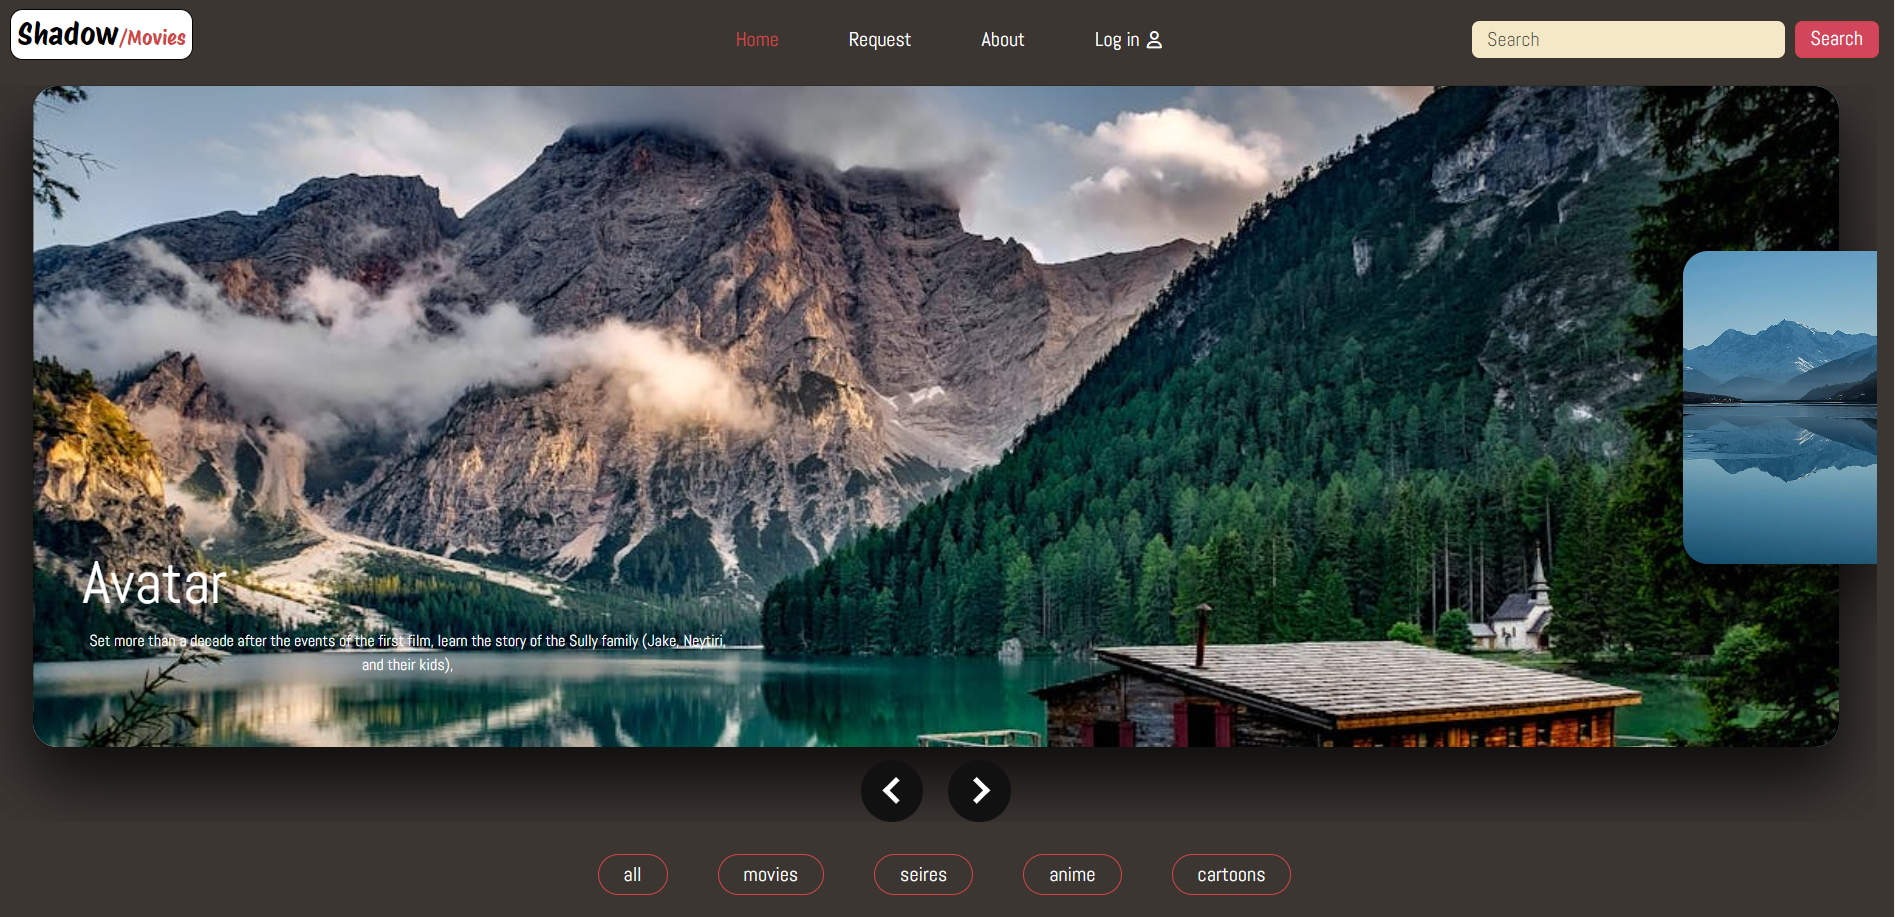 Shadow/Movies
Home
Request
About
Log in
Search
Search
Avatar
Set more than a decade after the events of the first film, learn the story of the Sully family (Jake, Neytiri,
and their kids),
all
movies
seires
anime
cartoons